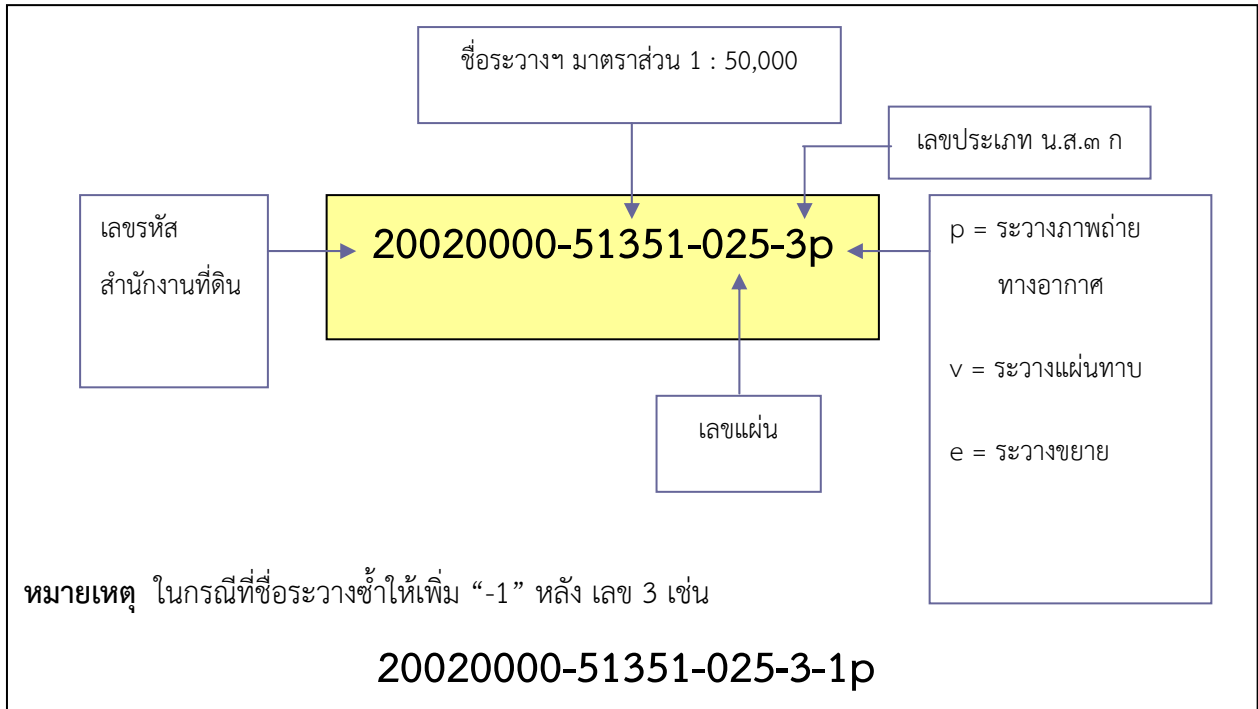 ชื่อระวางฯ มาตราส่วน 1 : 50,000
เลขประเภท น.ส.๓ ก
เลขรหัส
สำนักงานที่ดิน
20020000-51351-025-3p
p = ระวางภาพถ่าย
ทางอากาศ
v = ระวางแผ่นทาบ
e = ระวางขยาย
เลขแผ่น
หมายเหตุ ในกรณีที่ชื่อระวางซ้ำให้เพิ่ม “-1” หลัง เลข 3 เช่น
20020000-51351-025-3-1p